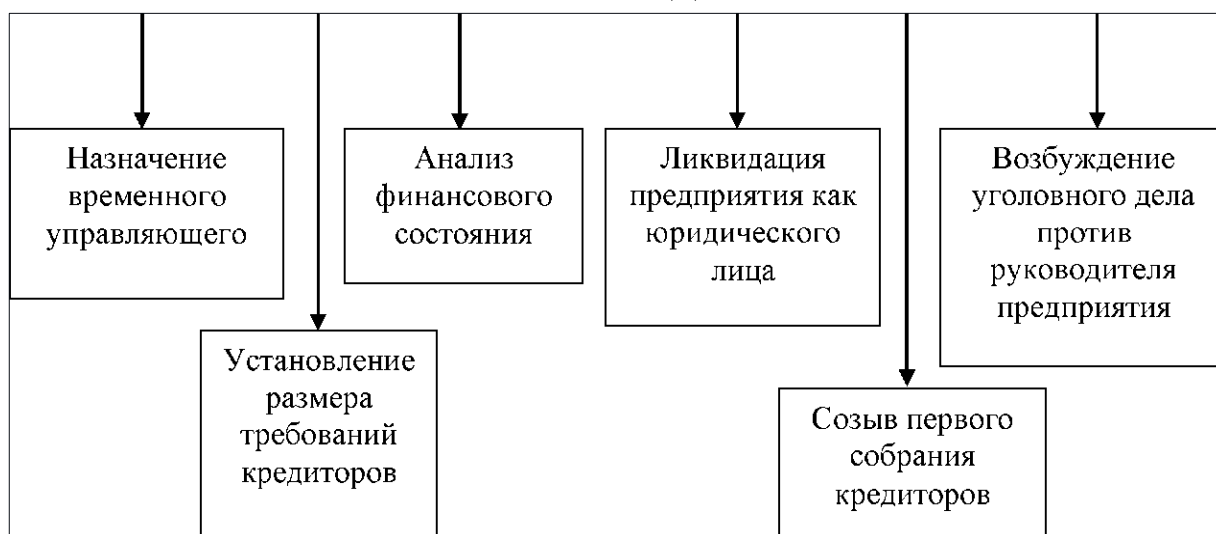 Назначение
временного
управляющего
Установление
размера
требований
кредиторов
Анализ
финансового
состояния
Ликвидация
предприятия как
юридического
лица
Созыв первого
собрания
кредиторов
Возбуждение
уголовного дела
против
руководителя
предприятия